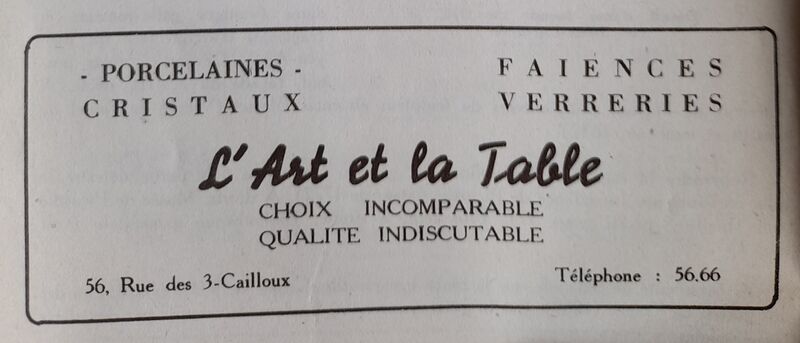 - PORCELAINES -
CRISTAUX
FAIENCES
VERRERIES
L'Art et la Table
CHOIX INCOMPARABLE
QUALITE INDISCUTABLE
56, Rue des 3-Cailloux
Téléphone : 56.66